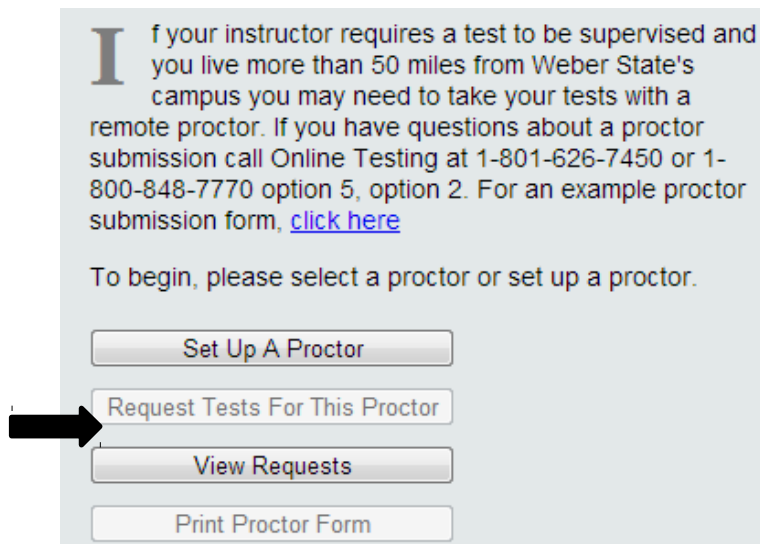 If your instructor requires a test to be supervised and
you live more than 50 miles from Weber State's
campus you may need to take your tests with a
remote proctor. If you have questions about a proctor
submission call Online Testing at 1-801-626-7450 or 1-
800-848-7770 option 5, option 2. For an example proctor
submission form, click here
To begin, please select a proctor or set up a proctor.
Set Up A Proctor
Request Tests For This Proctor
View Requests
Print Proctor Form